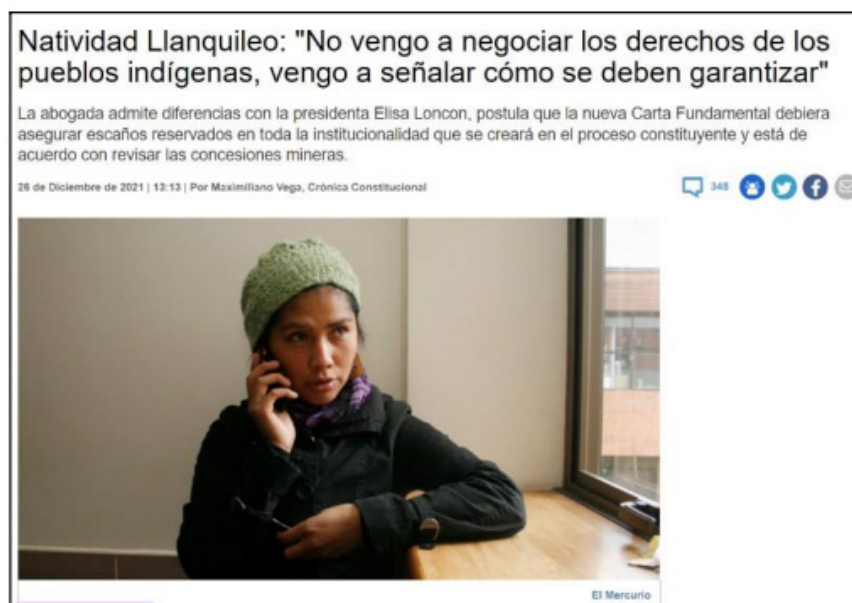 Natividad Llanquileo: "No vengo a negociar los derechos de los
pueblos indígenas, vengo a señalar cómo se deben garantizar"
La abogada admite diferencias con la presidenta Elisa Loncon, postula que la nueva Carta Fundamental debiera
asegurar escaños reservados en toda la institucionalidad que se creará en el proceso constituyente y está de
acuerdo con revisar las concesiones mineras.
26 de Diciembre de 2021 | 13:13 | Por Maximiliano Vega, Crónica Constitucional
348
El Mercurio